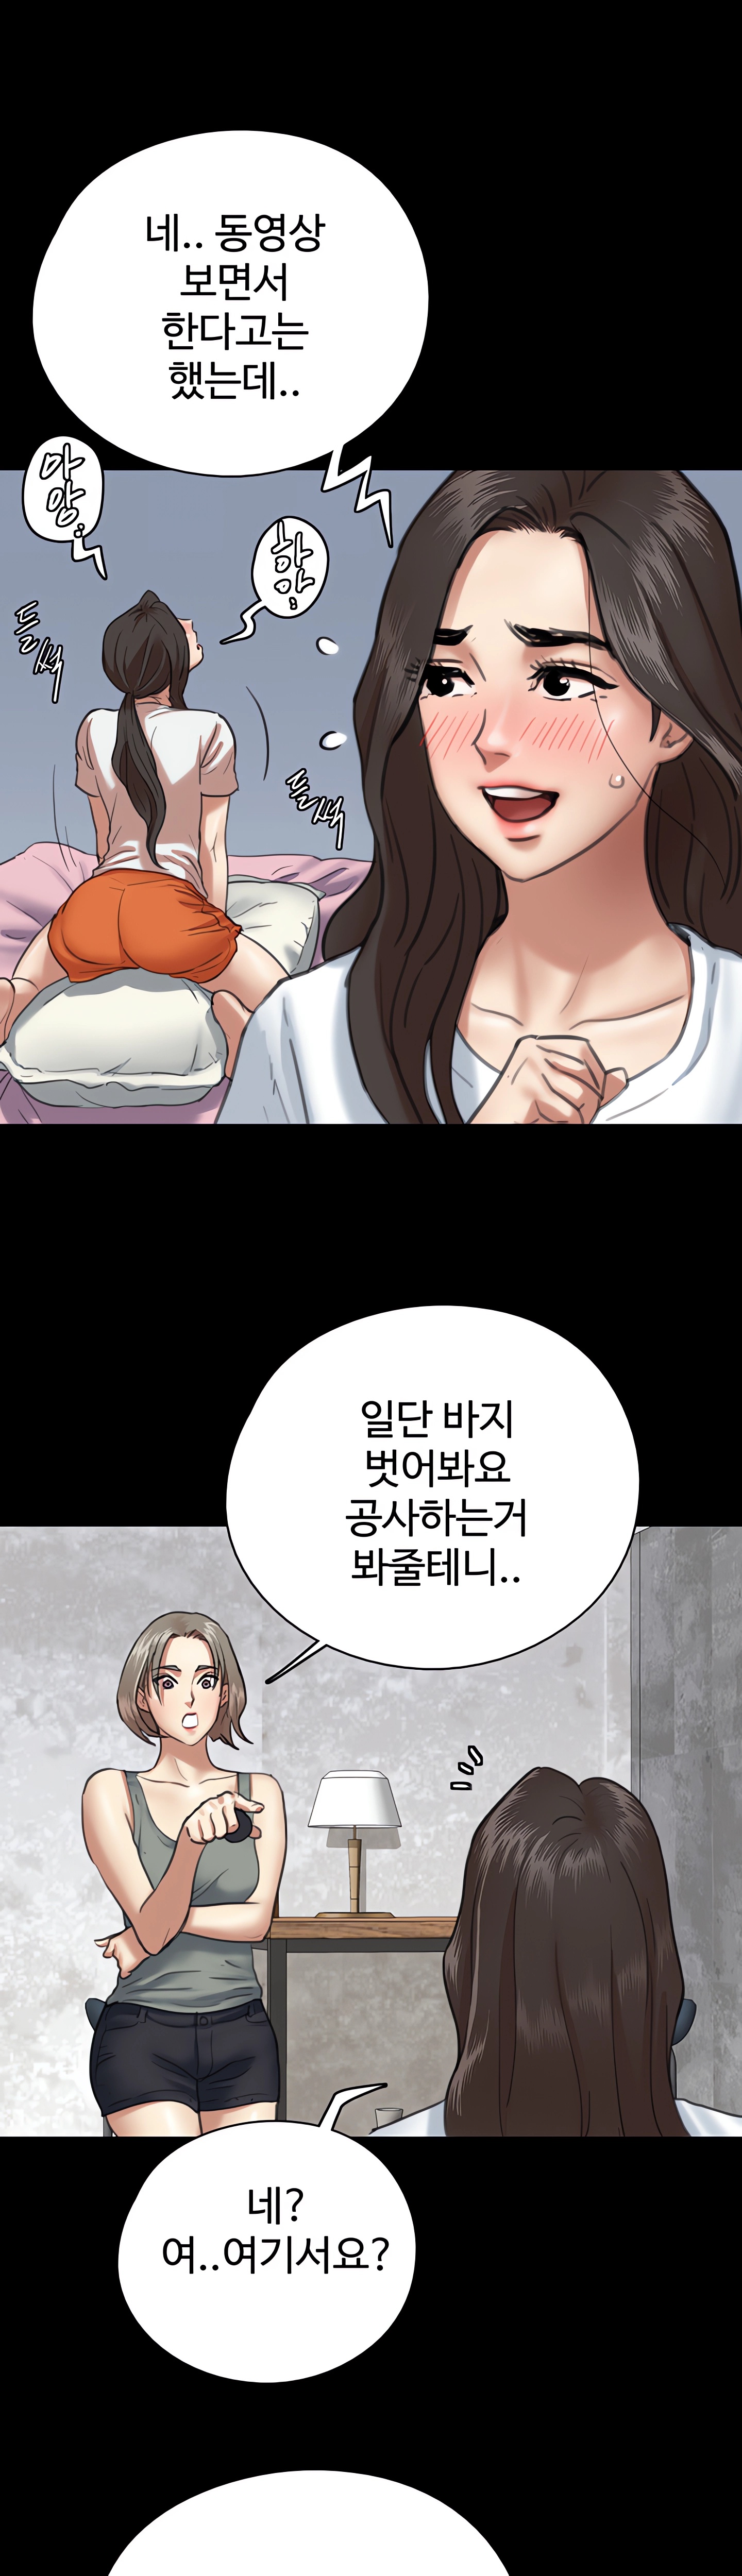 네.. 동영상
보면서
한다고는
했는데..
아
앙..
하
앙..
들
썩
들
썩
일단 바지
벗어봐요
공사하는거
봐줄테니..
네?
여..여기서요?